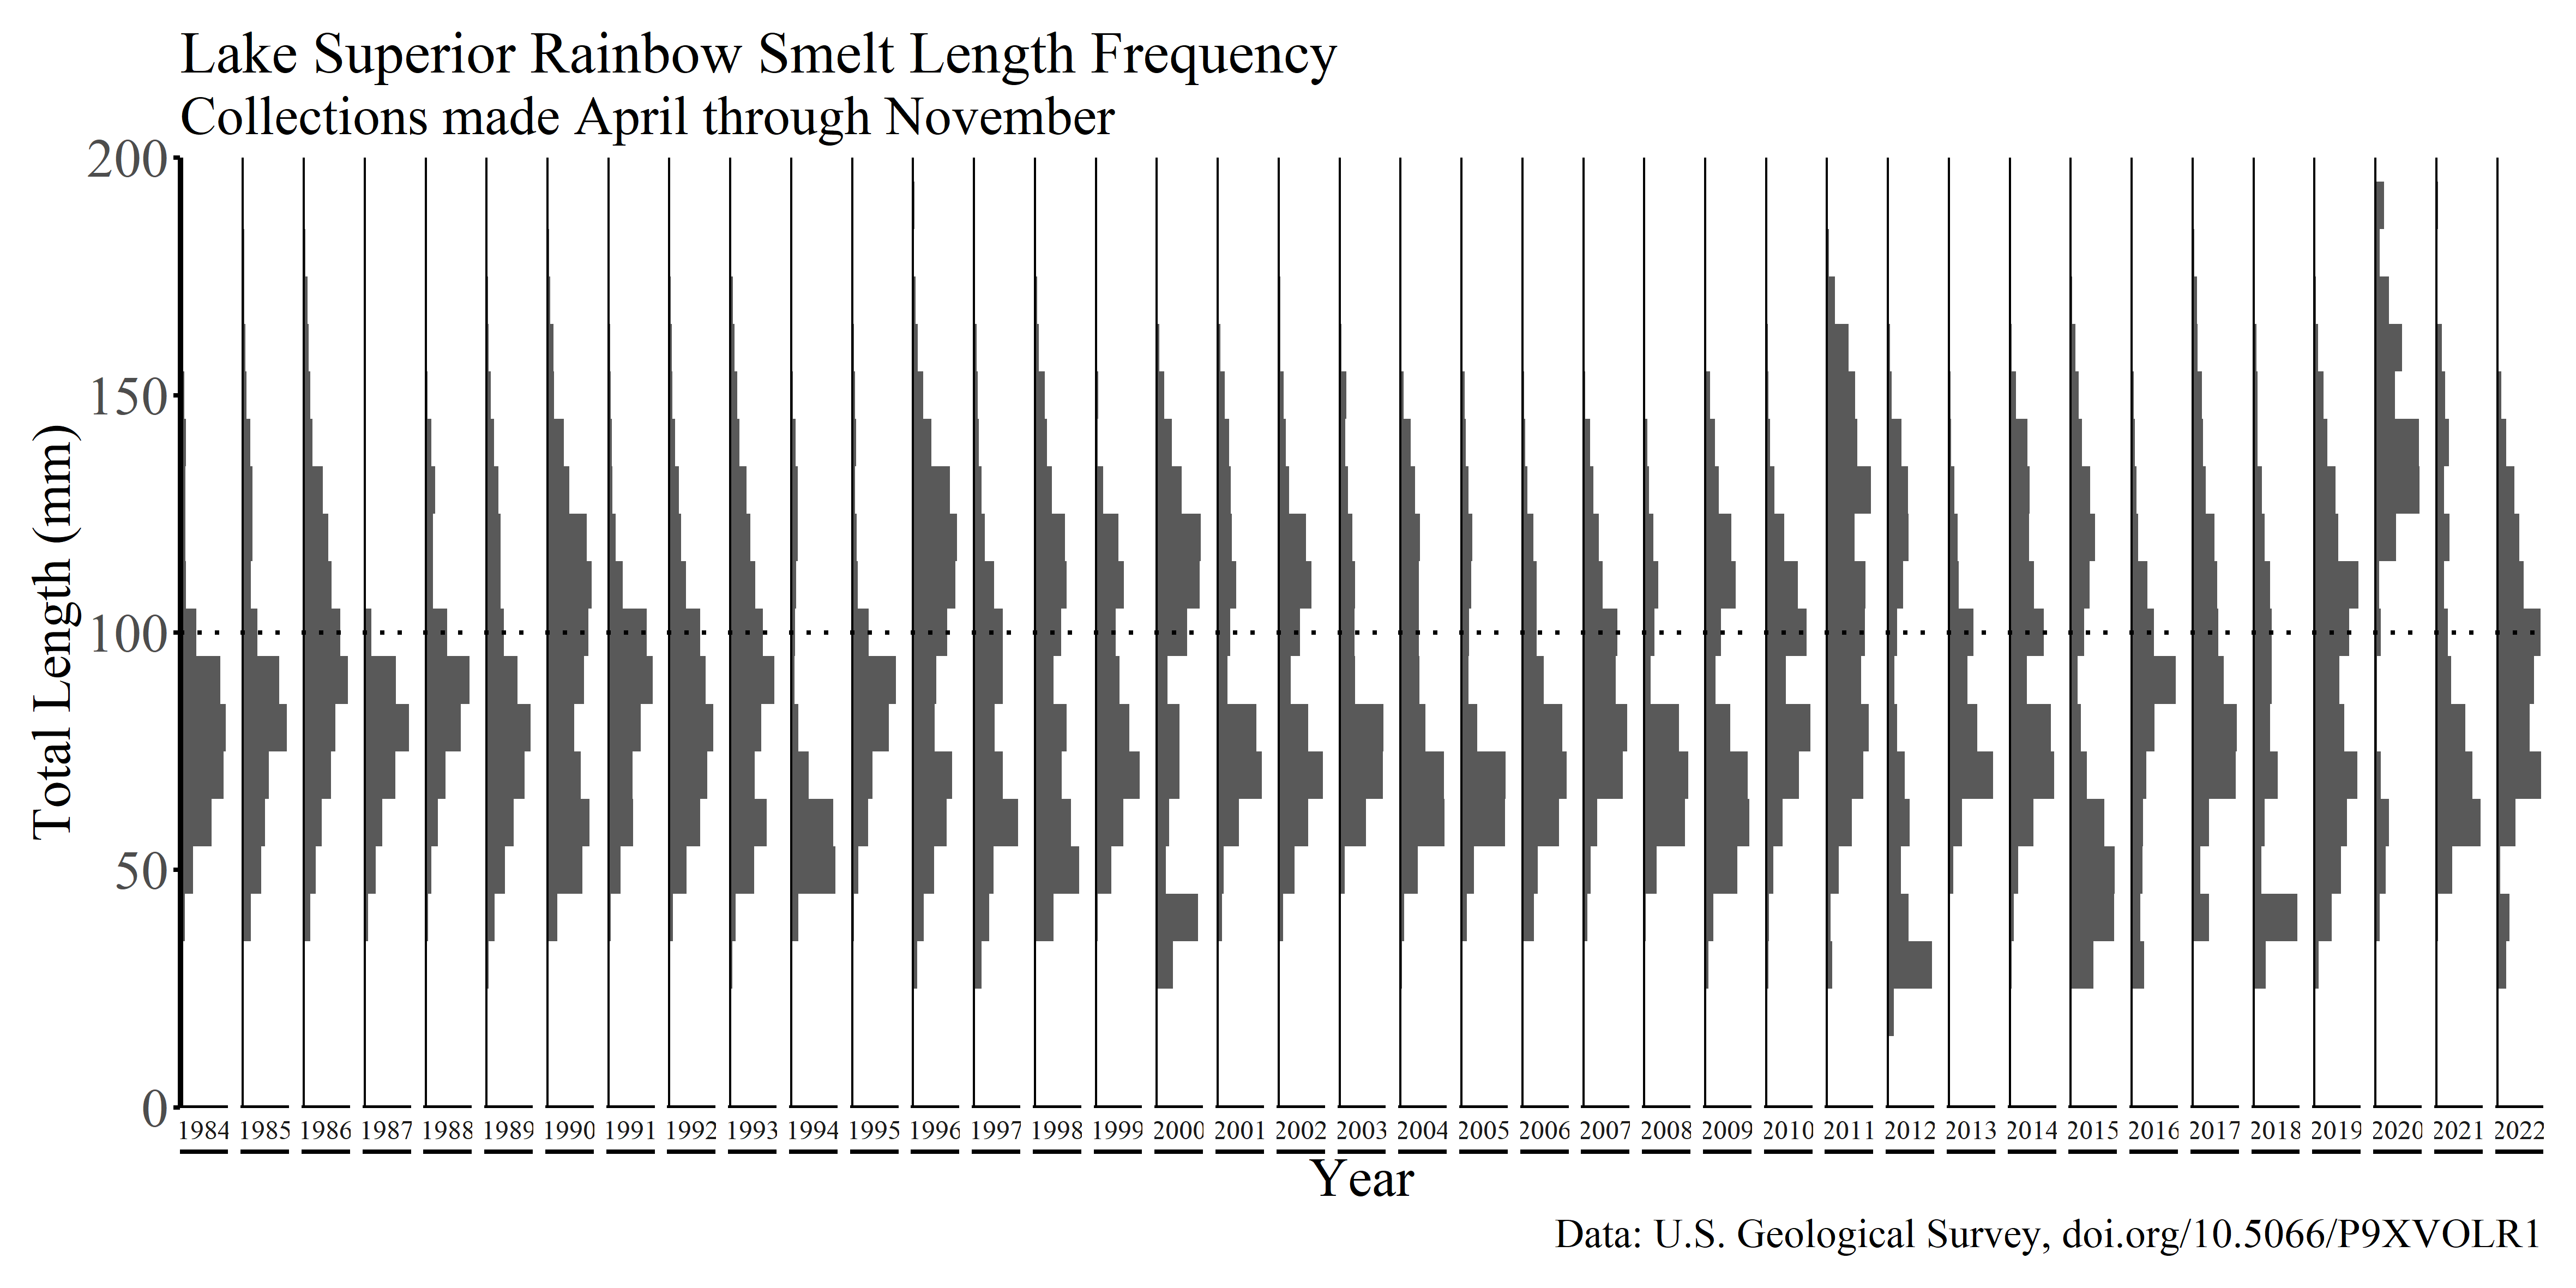 Lake Superior Rainbow Smelt Length Frequency
Collections made April through November
Total Length (mm)
200
150
100
50
0
1984 1985 1986 1987 1988 1989 1990 1991 1992 1993 1994 1995 1996 1997 1998 1999 2000 2001 2002 2003 2004 2005 2006 2007 2008 2009 2010 2011 2012 2013 2014 2015 2016 2017 2018 2019 2020 2021 2022
Year
Data: U.S. Geological Survey, doi.org/10.5066/P9XVOLR1